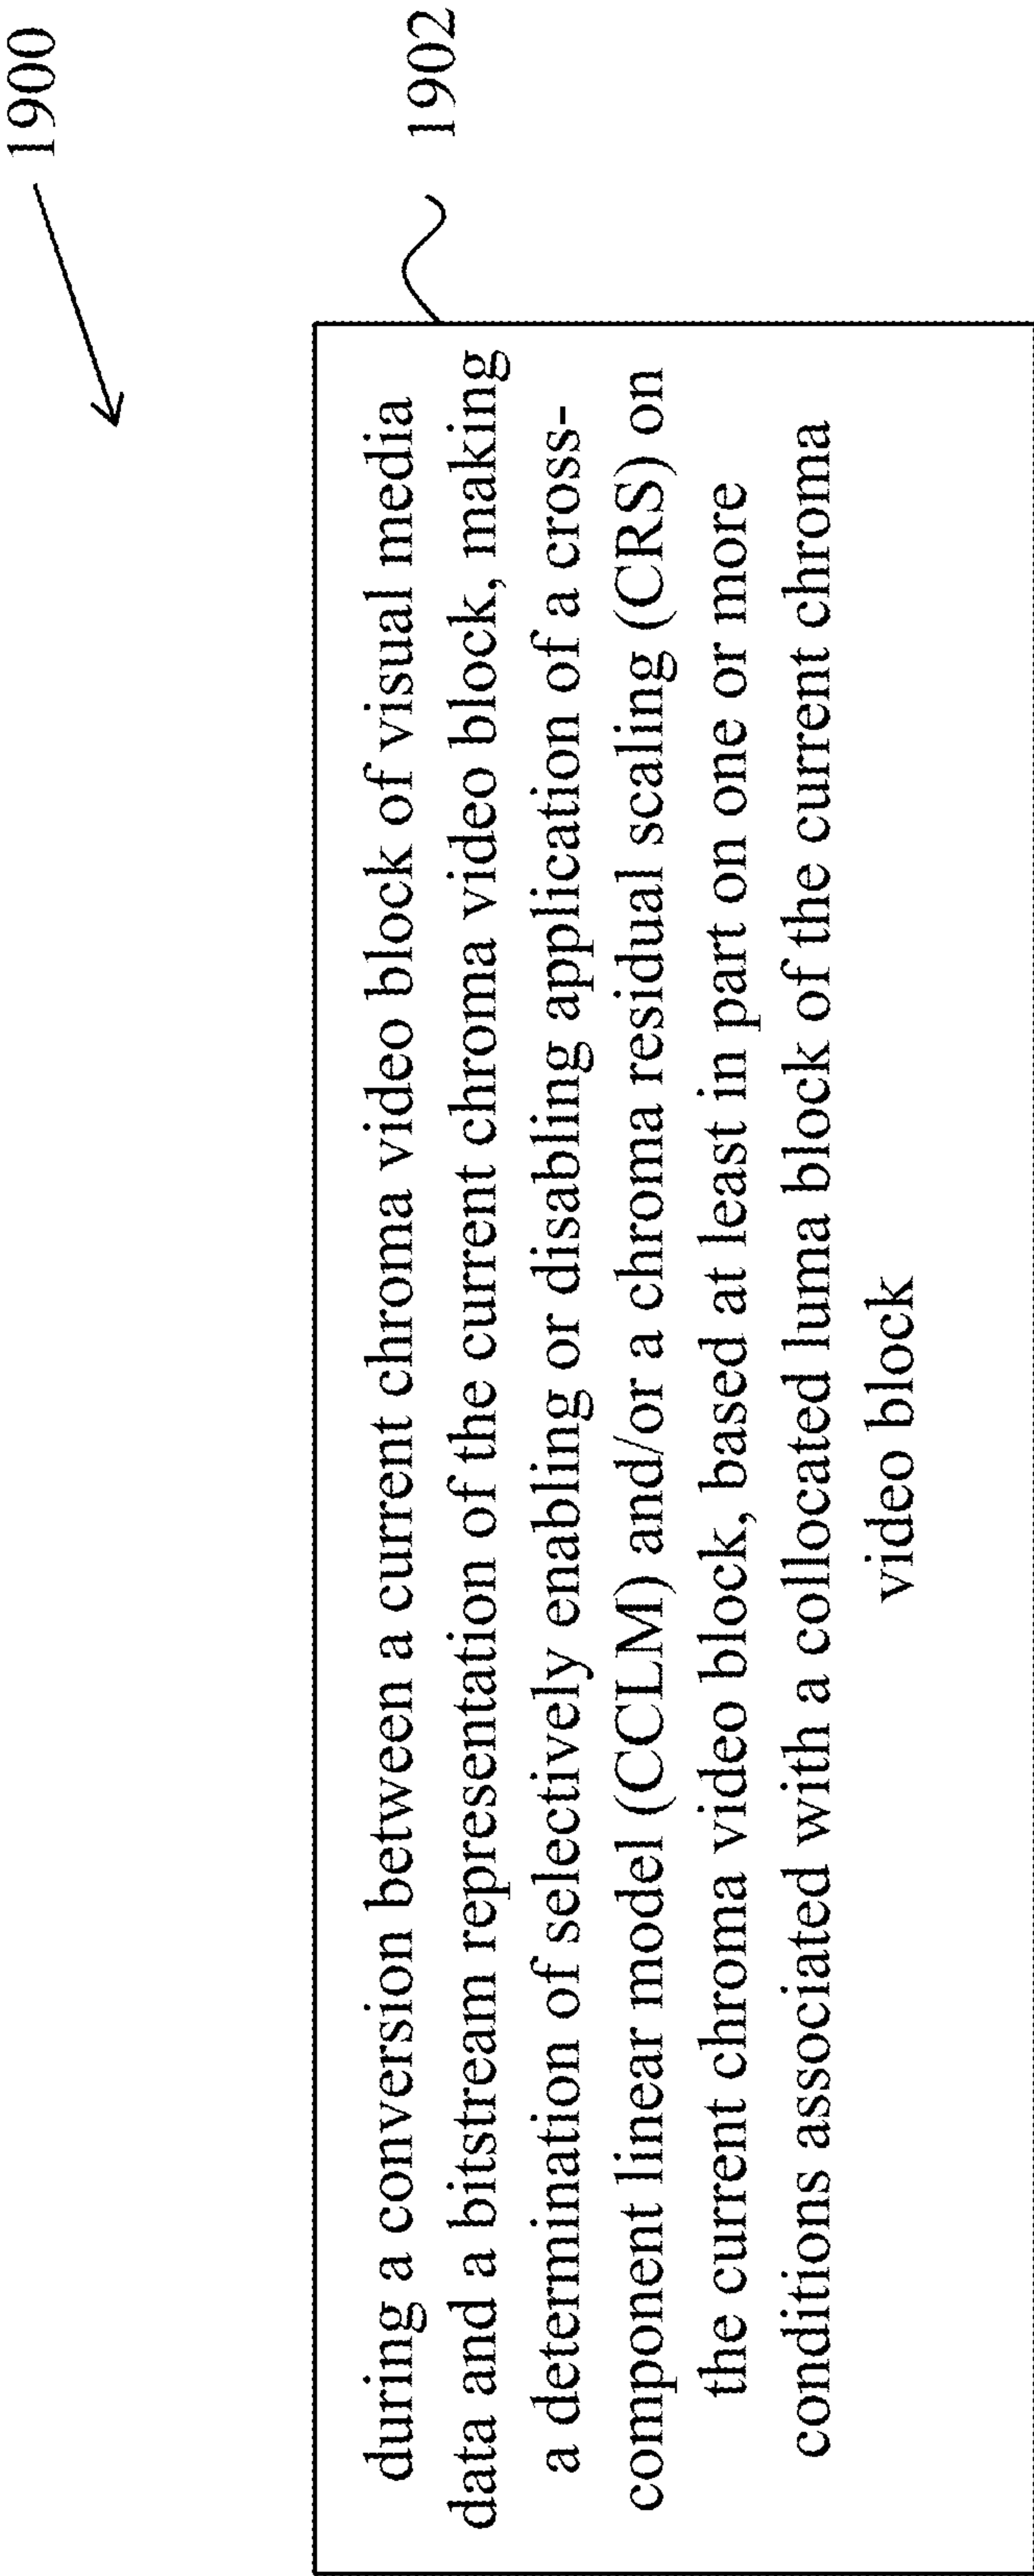 1900
1902
during a conversion between a current chroma video block of visual media
data and a bitstream representation of the current chroma video block, making
a determination of selectively enabling or disabling application of a cross-
component linear model (CCLM) and/or a chroma residual scaling (CRS) on
the current chroma video block, based at least in part on one or more
conditions associated with a collocated luma block of the current chroma
video block